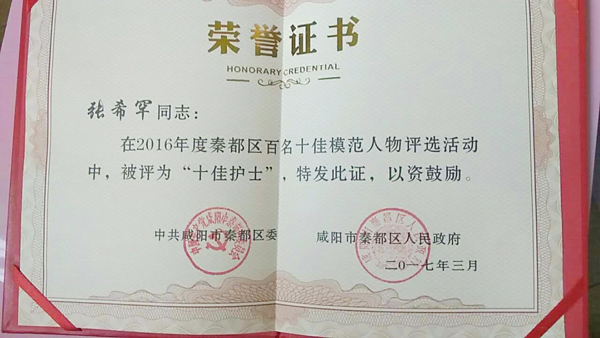 荣誉证书
HONORARY CREDENTIAL
张希罕同志：
在2016年度秦都区百名十佳模范人物评选活动
中，被评为“十佳护士”，特发此证，以资鼓励。
中共咸阳市秦都区委 咸阳市秦都区人民政府
二〇一七年三月